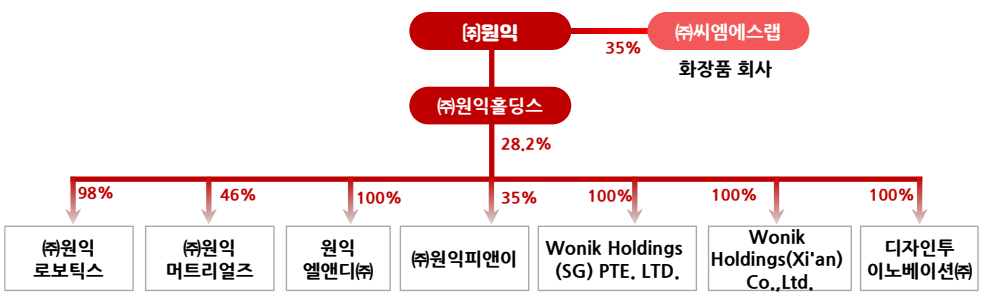 ㈜원익
㈜씨엠에스랩
35%
화장품 회사
㈜원익홀딩스
28.2%
98%
46%
100%
35%
100%
100%
100%
㈜원익
로보틱스
㈜원익
머트리얼즈
원익
엘앤디㈜
㈜원익피앤이
Wonik Holdings
(SG) PTE. LTD.
Wonik
Holdings(Xi'an)
Co.,Ltd.
디자인투
이노베이션㈜